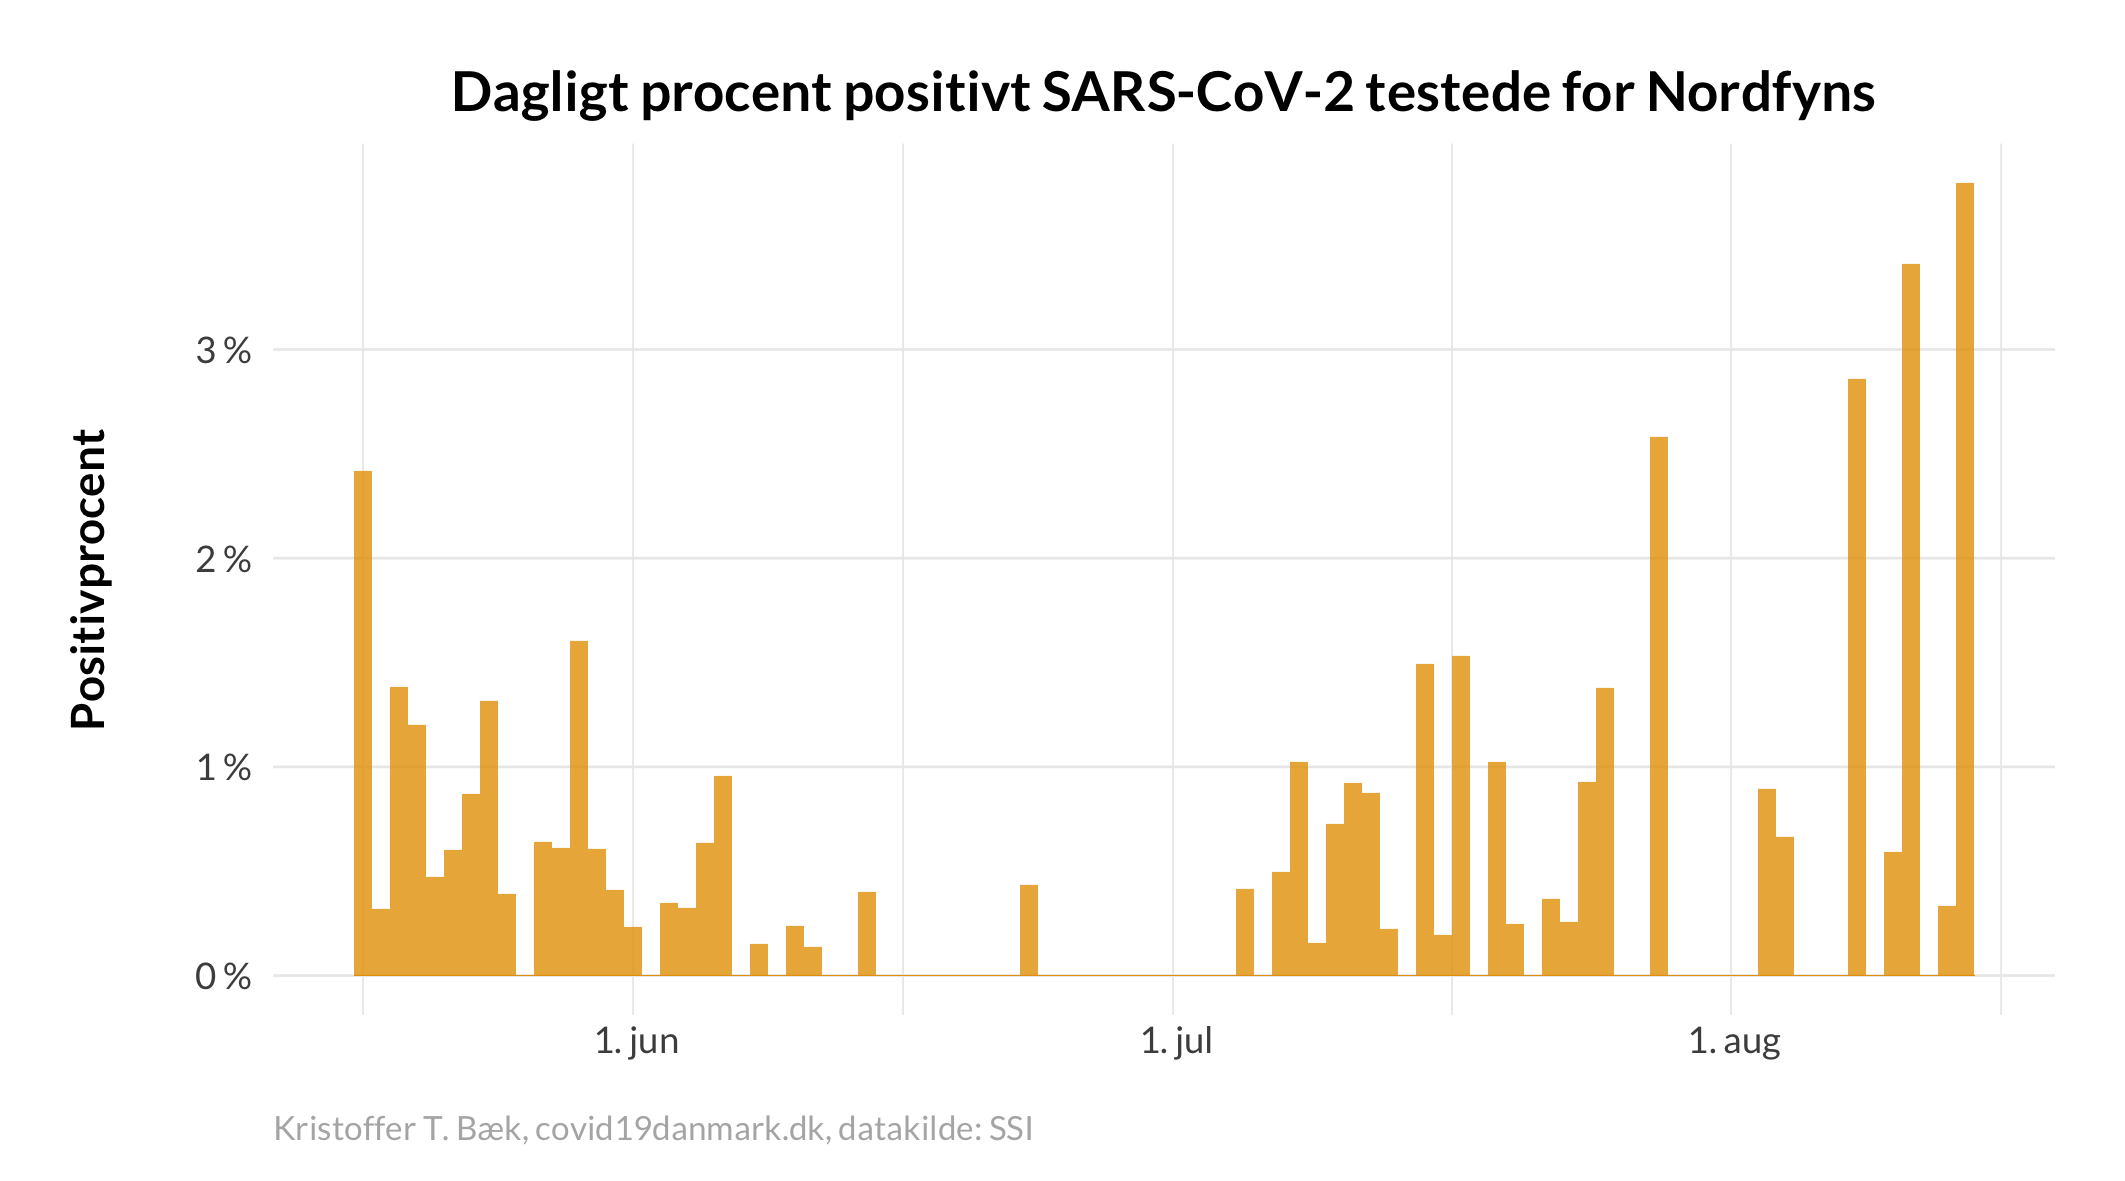 Dagligt procent positivt SARS-CoV-2 testede for Nordfyns
Positivprocent
3 %
2 %
1 %
0 %
1. jun
1. jul
1. aug
Kristoffer T. Bæk, covid19danmark.dk, datakilde: SSI